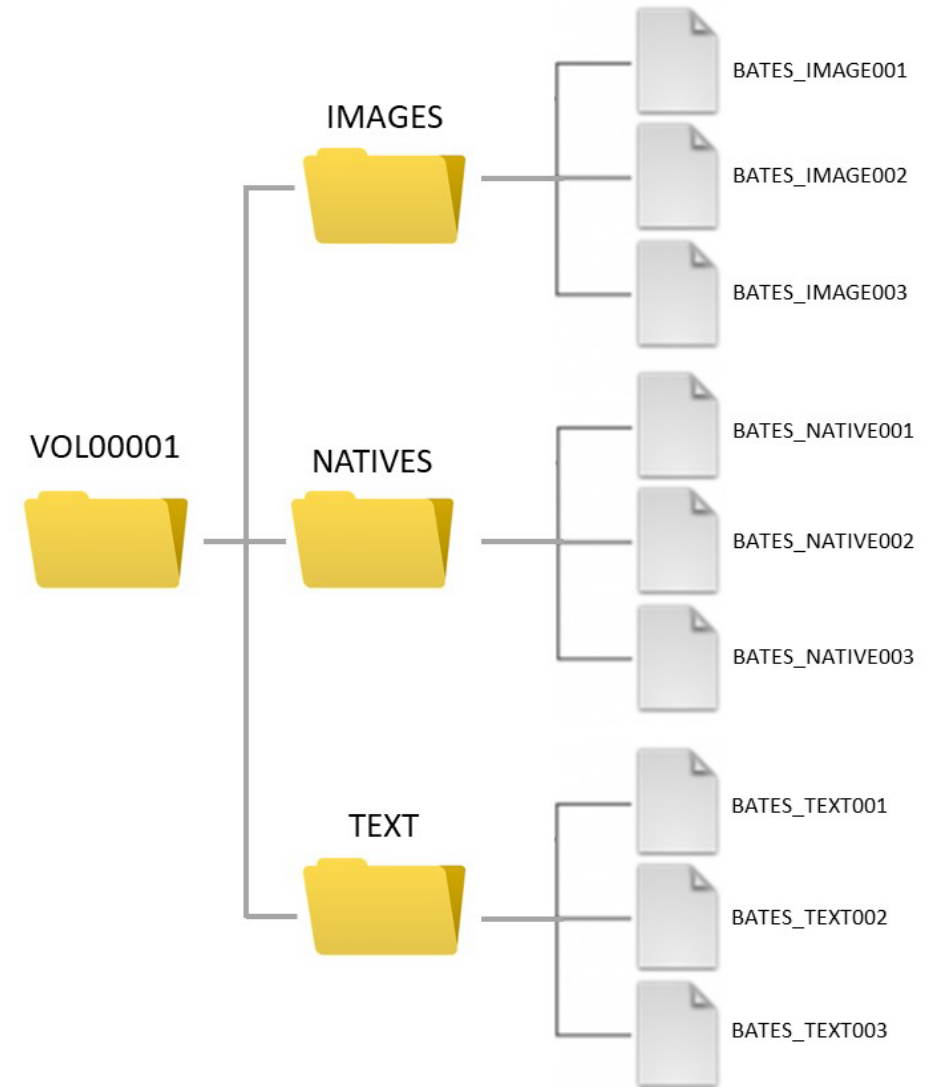 VOL00001
IMAGES
BATES_IMAGE001
BATES_IMAGE002
BATES_IMAGE003
NATIVES
BATES_NATIVE001
BATES_NATIVE002
BATES_NATIVE003
TEXT
BATES_TEXT001
BATES_TEXT002
BATES_TEXT003